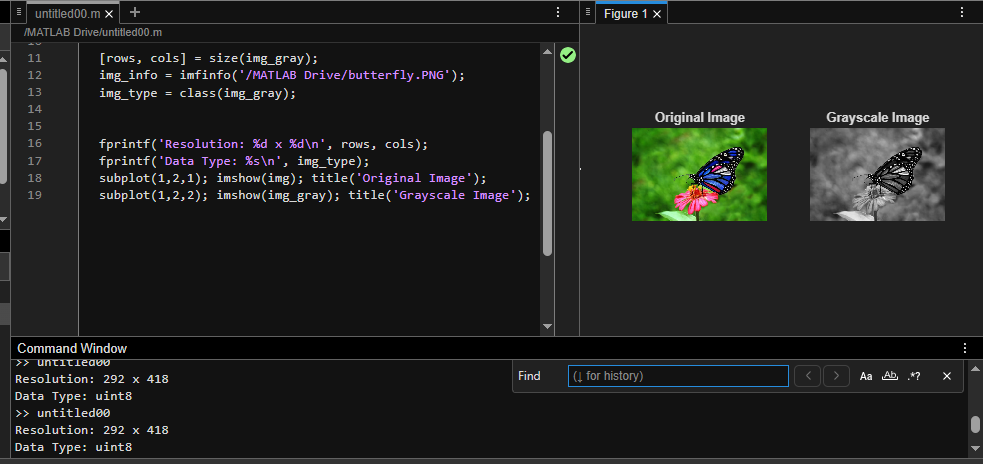 untitled00.m
/MATLAB Drive/untitled00.m
10
11 [rows, cols] = size(img_gray);
12 img_info = imfinfo('/MATLAB Drive/butterfly.PNG');
13 img_type = class(img_gray);
14
15
16 fprintf('Resolution: %d x %d\n', rows, cols);
17 fprintf('Data Type: %s\n', img_type);
18 subplot(1,2,1); imshow(img); title('Original Image');
19 subplot(1,2,2); imshow(img_gray); title('Grayscale Image');
Figure 1
Original Image
Grayscale Image
Command Window
>> untitled00
Resolution: 292 x 418
Data Type: uint8
>> untitled00
Resolution: 292 x 418
Data Type: uint8
Find
(↓ for history)
Aa
Ab
.*?